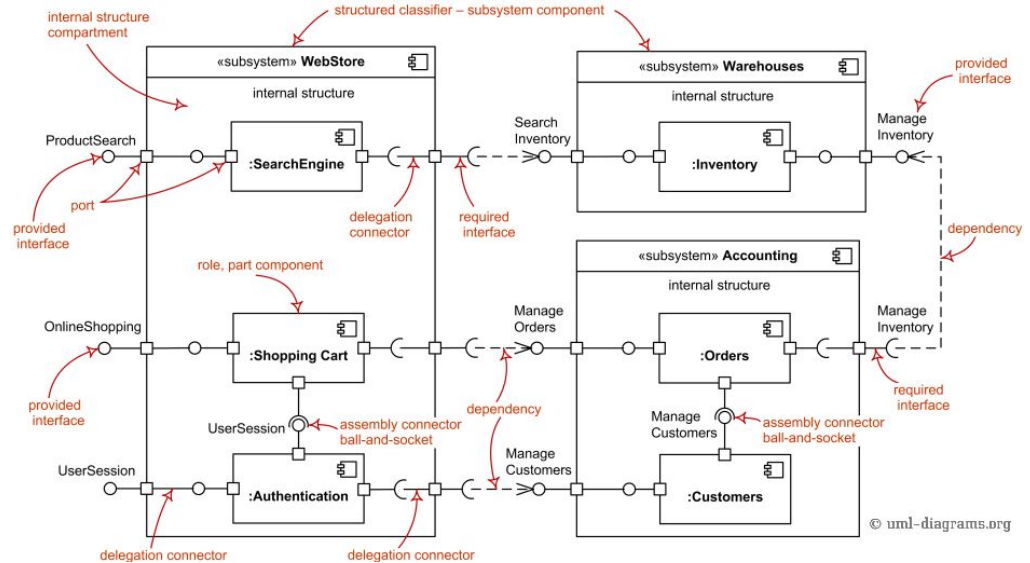 structured classifier – subsystem component
internal structure
compartment
«subsystem» WebStore
internal structure
ProductSearch
:SearchEngine
port
provided
interface
delegation
connector
required
interface
Search
Inventory
«subsystem» Warehouses
internal structure
:Inventory
provided
interface
Manage
Inventory
dependency
role, part component
OnlineShopping
:Shopping Cart
provided
interface
UserSession
assembly connector
ball-and-socket
dependency
Manage
Orders
«subsystem» Accounting
internal structure
:Orders
Manage
Inventory
required
interface
Manage
Customers
assembly connector
ball-and-socket
UserSession
:Authentication
Manage
Customers
:Customers
delegation connector
delegation connector
© uml-diagrams.org